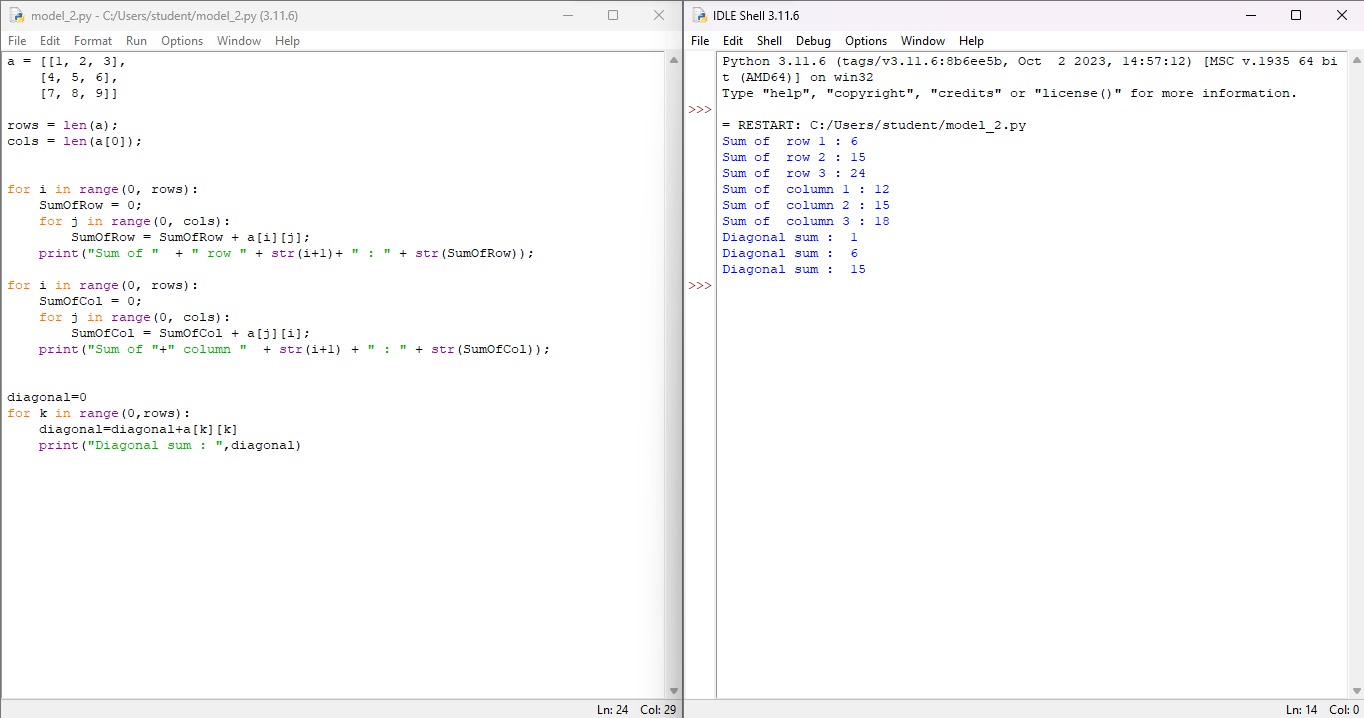 model_2.py - C:/Users/student/model_2.py (3.11.6)
File Edit Format Run Options Window Help
a = [[1, 2, 3],
    [4, 5, 6],
    [7, 8, 9]]
rows = len(a);
cols = len(a[0]);
for i in range(0, rows):
    SumOfRow = 0;
    for j in range(0, cols):
        SumOfRow = SumOfRow + a[i][j];
    print("Sum of "  + " row " + str(i+1)+ " : " + str(SumOfRow));
for i in range(0, rows):
    SumOfCol = 0;
    for j in range(0, cols):
        SumOfCol = SumOfCol + a[j][i];
    print("Sum of "+" column "  + str(i+1) + " : " + str(SumOfCol));
diagonal=0
for k in range(0,rows):
    diagonal=diagonal+a[k][k]
    print("Diagonal sum : ",diagonal)
Ln: 24 Col: 29
IDLE Shell 3.11.6
File Edit Shell Debug Options Window Help
Python 3.11.6 (tags/v3.11.6:8b6ee5b, Oct  2 2023, 14:57:12) [MSC v.1935 64 bi
t (AMD64)] on win32
Type "help", "copyright", "credits" or "license()" for more information.
>>>
= RESTART: C:/Users/student/model_2.py
Sum of  row 1 : 6
Sum of  row 2 : 15
Sum of  row 3 : 24
Sum of  column 1 : 12
Sum of  column 2 : 15
Sum of  column 3 : 18
Diagonal sum :  1
Diagonal sum :  6
Diagonal sum :  15
>>>
Ln: 14 Col: 0